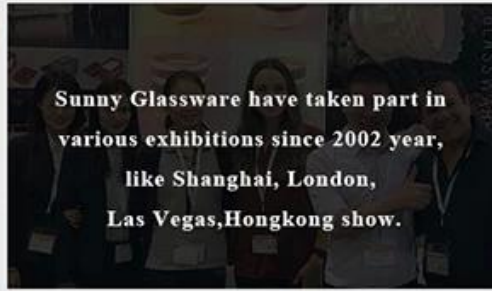 Sunny Glassware have taken part in
various exhibitions since 2002 year,
like Shanghai, London,
Las Vegas,Hongkong show.